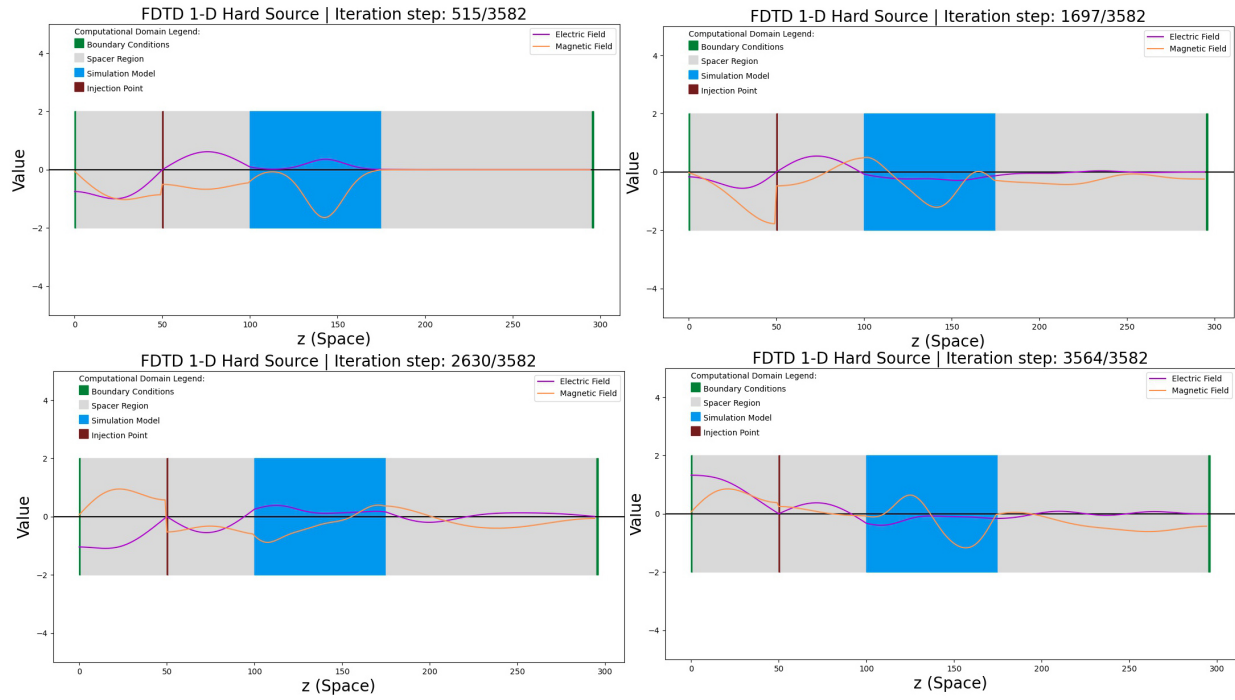 FDTD 1-D Hard Source | Iteration step: 515/3582
Computational Domain Legend:
Boundary Conditions
Spacer Region
Simulation Model
Injection Point
Electric Field
Magnetic Field
4
2
0
−2
−4
Value
0 50 100 150 200 250 300
z (Space)
FDTD 1-D Hard Source | Iteration step: 1697/3582
Computational Domain Legend:
Boundary Conditions
Spacer Region
Simulation Model
Injection Point
Electric Field
Magnetic Field
4
2
0
−2
−4
Value
0 50 100 150 200 250 300
z (Space)
FDTD 1-D Hard Source | Iteration step: 2630/3582
Computational Domain Legend:
Boundary Conditions
Spacer Region
Simulation Model
Injection Point
Electric Field
Magnetic Field
4
2
0
−2
−4
Value
0 50 100 150 200 250 300
z (Space)
FDTD 1-D Hard Source | Iteration step: 3564/3582
Computational Domain Legend:
Boundary Conditions
Spacer Region
Simulation Model
Injection Point
Electric Field
Magnetic Field
4
2
0
−2
−4
Value
250 50 100 150 200 250 300
z (Space)